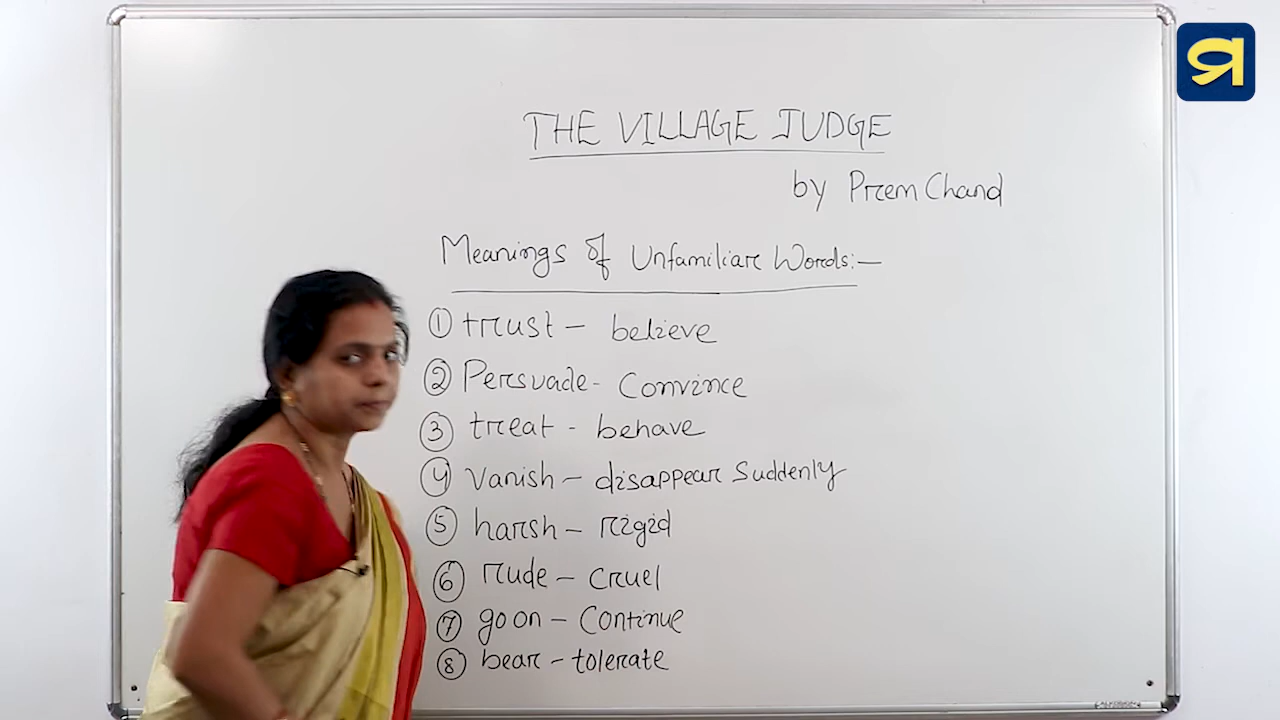 THE VILLAGE JUDGE
by Prem Chand
Meanings of Unfamiliar Words:—
① trust – believe
② Persuade - Convince
③ treat - behave
④ Vanish – disappear Suddenly
⑤ harsh – rigid
⑥ rude – cruel
⑦ go on – Continue
⑧ bear – tolerate